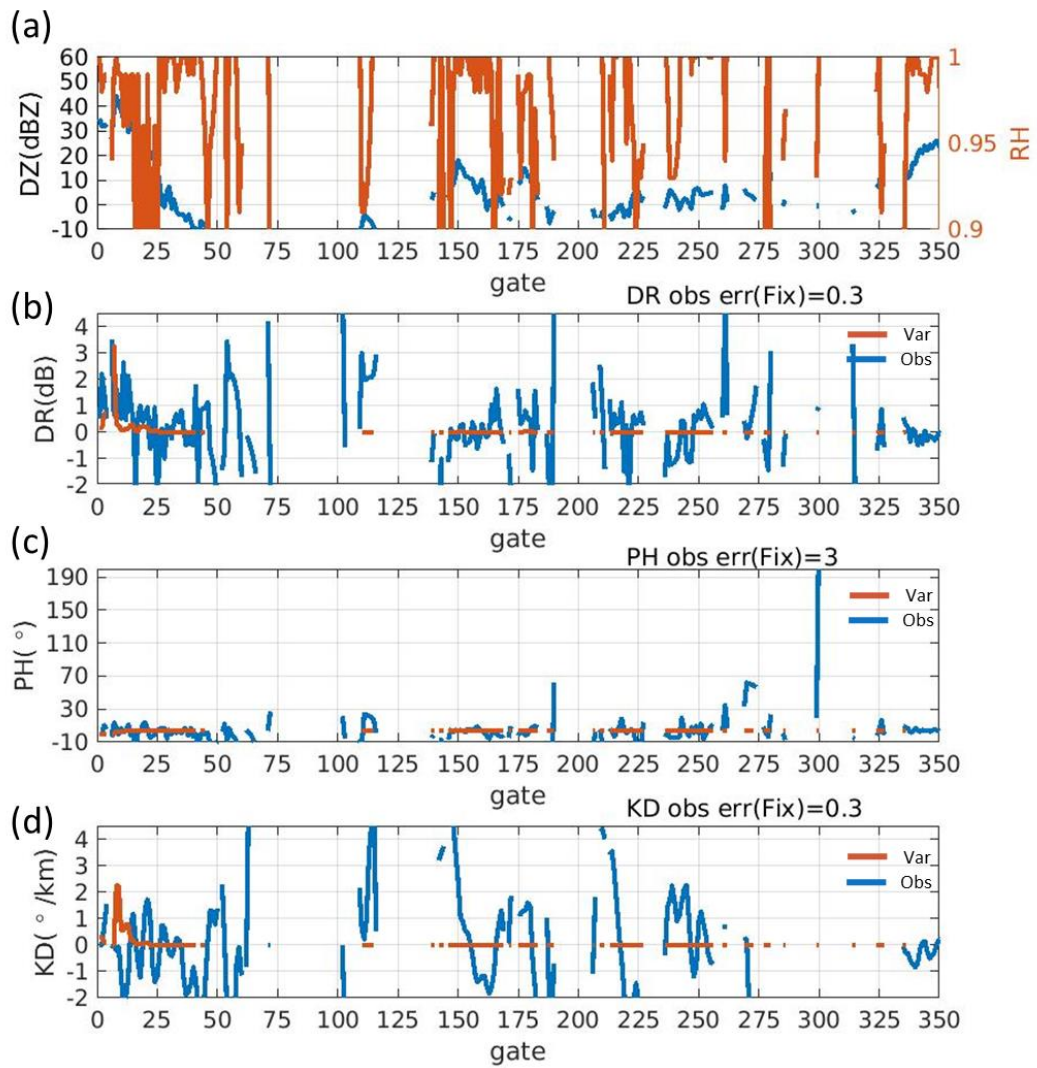 (a)
60
50
40
30
20
10
0
-10
DZ(dBZ)
1
0.95
0.9
RH
0 25 50 75 100 125 150 175 200 225 250 275 300 325 350
gate
(b)
DR obs err(Fix)=0.3
4
3
2
1
0
-1
-2
DR(dB)
Var
Obs
0 25 50 75 100 125 150 175 200 225 250 275 300 325 350
gate
(c)
PH obs err(Fix)=3
190
150
110
70
30
-10
PH( °)
Var
Obs
0 25 50 75 100 125 150 175 200 225 250 275 300 325 350
gate
(d)
KD obs err(Fix)=0.3
4
3
2
1
0
-1
-2
KD( ° /km)
Var
Obs
0 25 50 75 100 125 150 175 200 225 250 275 300 325 350
gate